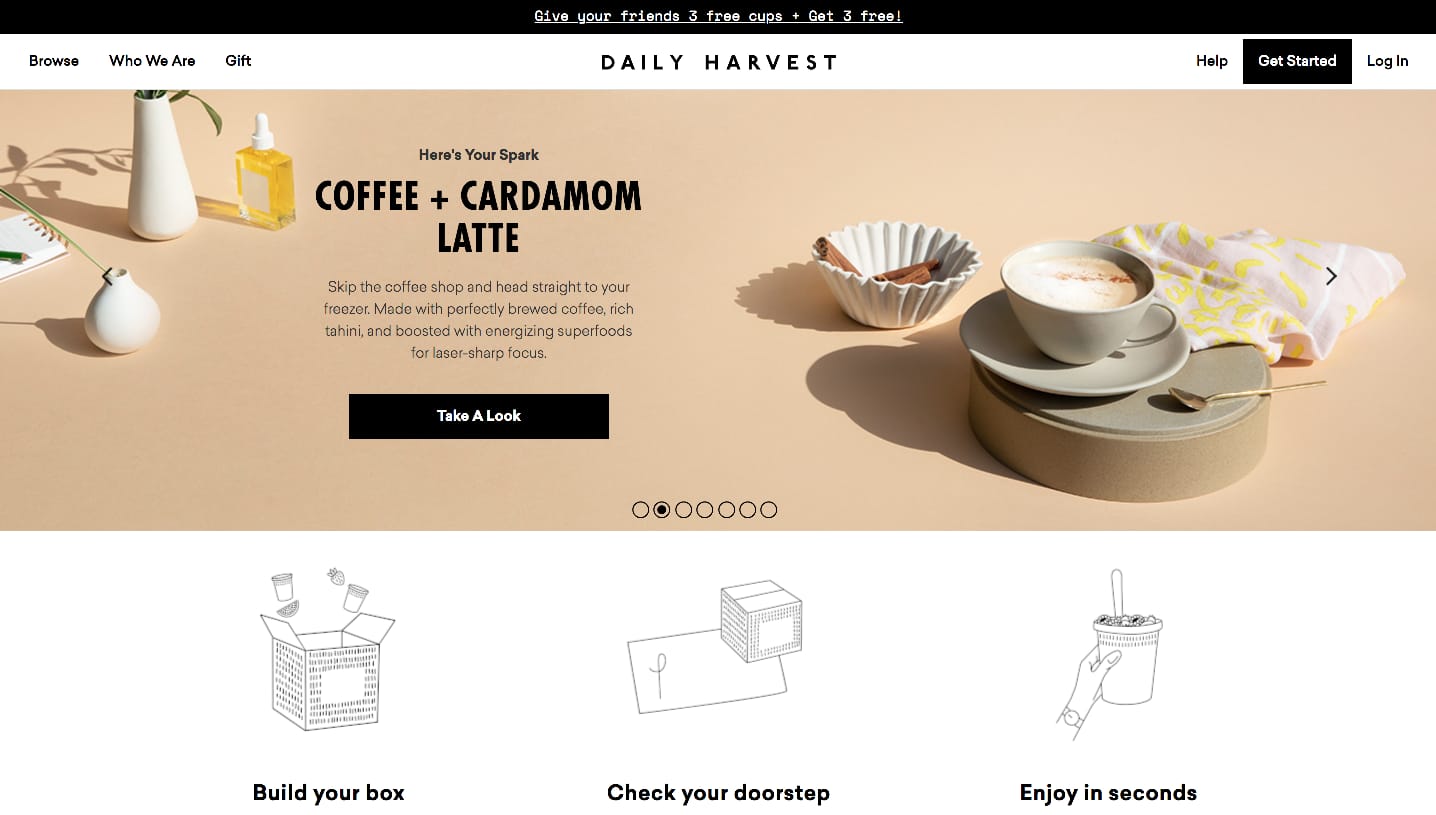 Give your friends 3 free cups + Get 3 free!
Browse Who We Are Gift DAILY HARVEST Help Get Started Log In
Here's Your Spark
COFFEE + CARDAMOM
LATTE
Skip the coffee shop and head straight to your
freezer. Made with perfectly brewed coffee, rich
tahini, and boosted with energizing superfoods
for laser-sharp focus.
Take A Look
Build your box Check your doorstep Enjoy in seconds